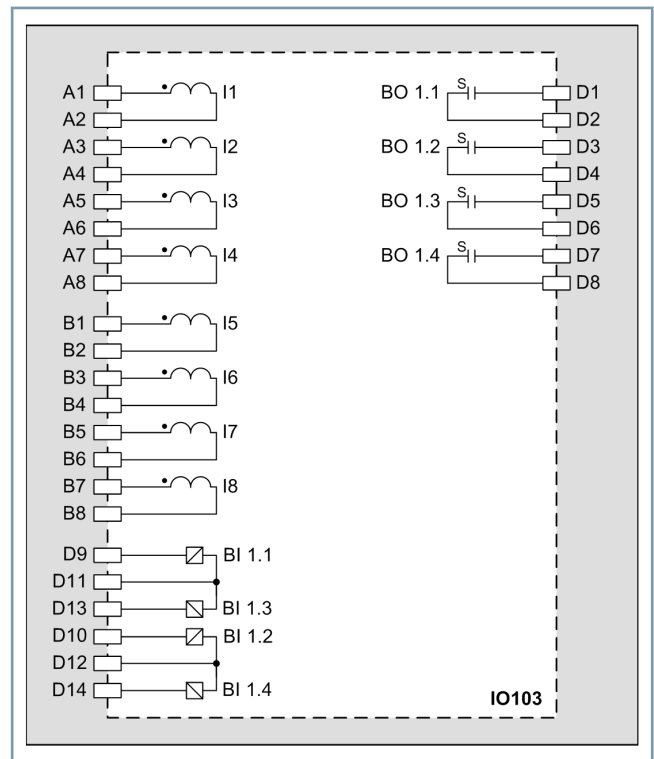 A1 I1 BO 1.1 S D1
A2 D2
A3 I2 BO 1.2 S D3
A4 D4
A5 I3 BO 1.3 S D5
A6 D6
A7 I4 BO 1.4 S D7
A8 D8
B1 I5
B2
B3 I6
B4
B5 I7
B6
B7 I8
B8
D9 BI 1.1
D11
D13 BI 1.3
D10 BI 1.2
D12
D14 BI 1.4
IO103